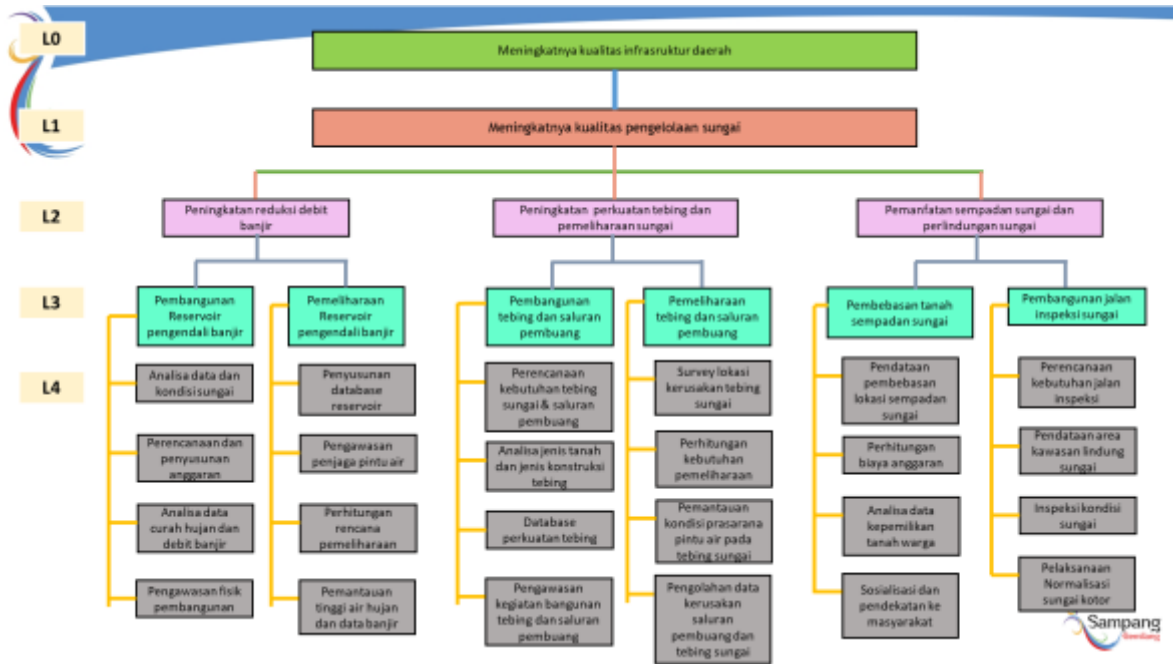 L0
Meningkatnya kualitas infrasruktur daerah
L1
Meningkatnya kualitas pengelolaan sungai
L2
Peningkatan reduksi debit
banjir
Peningkatan perkuatan tebing dan
pemeliharaan sungai
Pemanfatan sempadan sungai dan
perlindungan sungai
L3
Pembangunan
Reservoir
pengendali banjir
Pemeliharaan
Reservoir
pengendali banjir
Pembangunan
tebing dan saluran
pembuang
Pemeliharaan
tebing dan saluran
pembuang
Pembebasan tanah
sempadan sungai
Pembangunan jalan
inspeksi sungai
L4
Analisa data dan
kondisi sungai
Penyusunan
database
reservoir
Perencanaan
kebutuhan tebing
sungai & saluran
pembuang
Survey lokasi
kerusakan tebing
sungai
Pendataan
pembebasan
lokasi sempadan
sungai
Perencanaan
kebutuhan jalan
inspeksi
Perencanaan dan
penyusunan
anggaran
Pengawasan
penjaga pintu air
Analisa jenis tanah
dan jenis konstruksi
tebing
Perhitungan
kebutuhan
pemeliharaan
Perhitungan
biaya anggaran
Pendataan area
kawasan lindung
sungai
Analisa data
curah hujan dan
debit banjir
Perhitungan
rencana
pemeliharaan
Database
perkuatan tebing
Pemantauan
kondisi prasarana
pintu air pada
tebing sungai
Analisa data
kepemilikan
tanah warga
Inspeksi kondisi
sungai
Pengawasan fisik
pembangunan
Pemantauan
tinggi air hujan
dan data banjir
Pengawasan
kegiatan bangunan
tebing dan saluran
pembuang
Pengolahan data
kerusakan
saluran
pembuang dan
tebing sungai
Sosialisasi dan
pendekatan ke
masyarakat
Pelaksanaan
Normalisasi
sungai kotor
Sampang